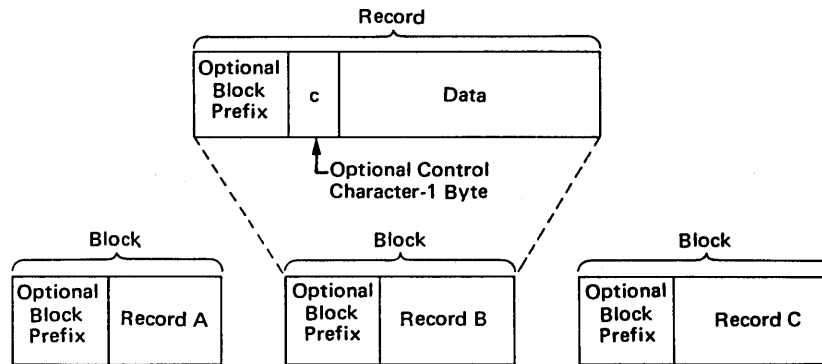 Record
Optional
Block
Prefix
c
Data
Optional Control
Character-1 Byte
Block
Block
Block
Optional
Block
Prefix
Record A
Optional
Block
Prefix
Record B
Optional
Block
Prefix
Record C